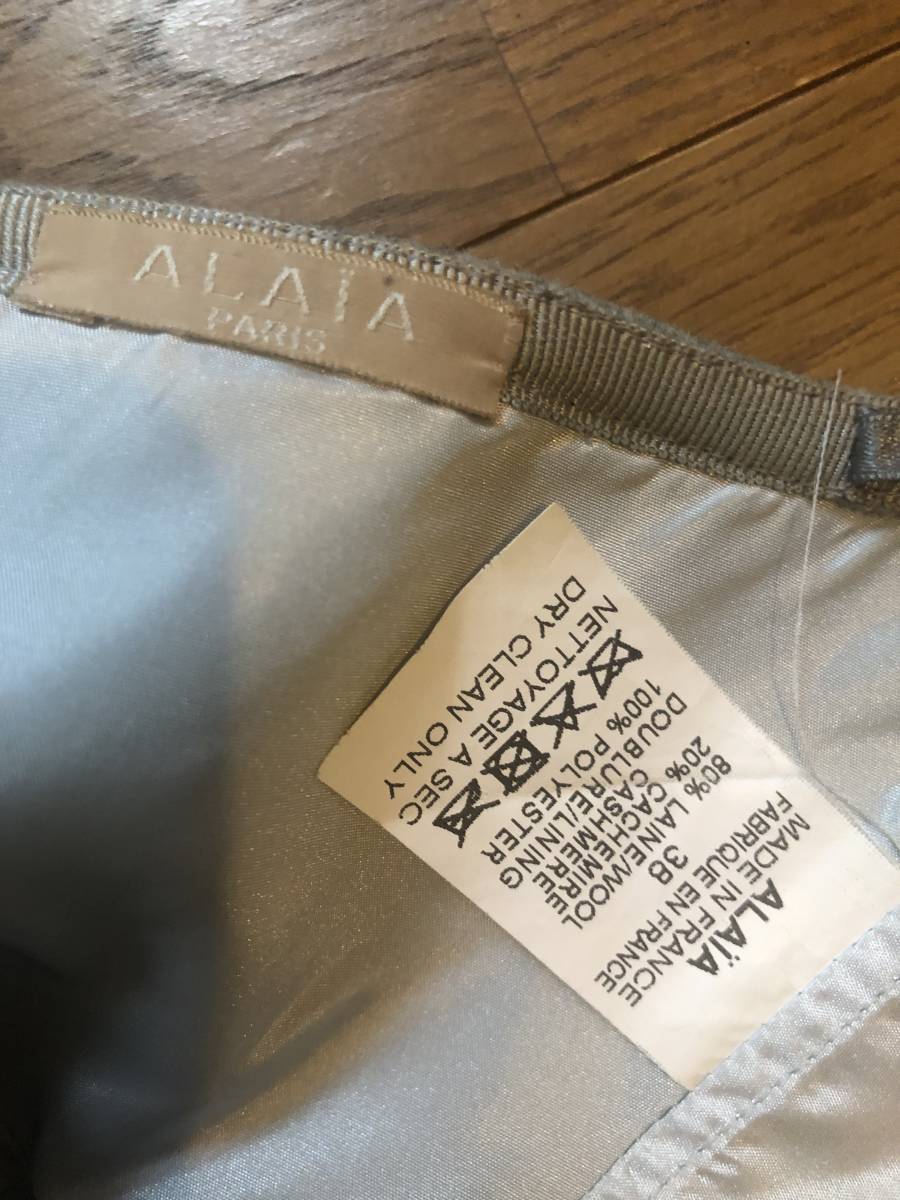 ALAÏA
PARIS
ALAÏA
MADE IN FRANCE
FABRIQUE EN FRANCE
38
80% LAINE/WOOL
20% CACHEMIRE
CASHMERE
DOUBLURE/LINING
100% POLYESTER
NETTOYAGE A SEC
DRY CLEAN ONLY